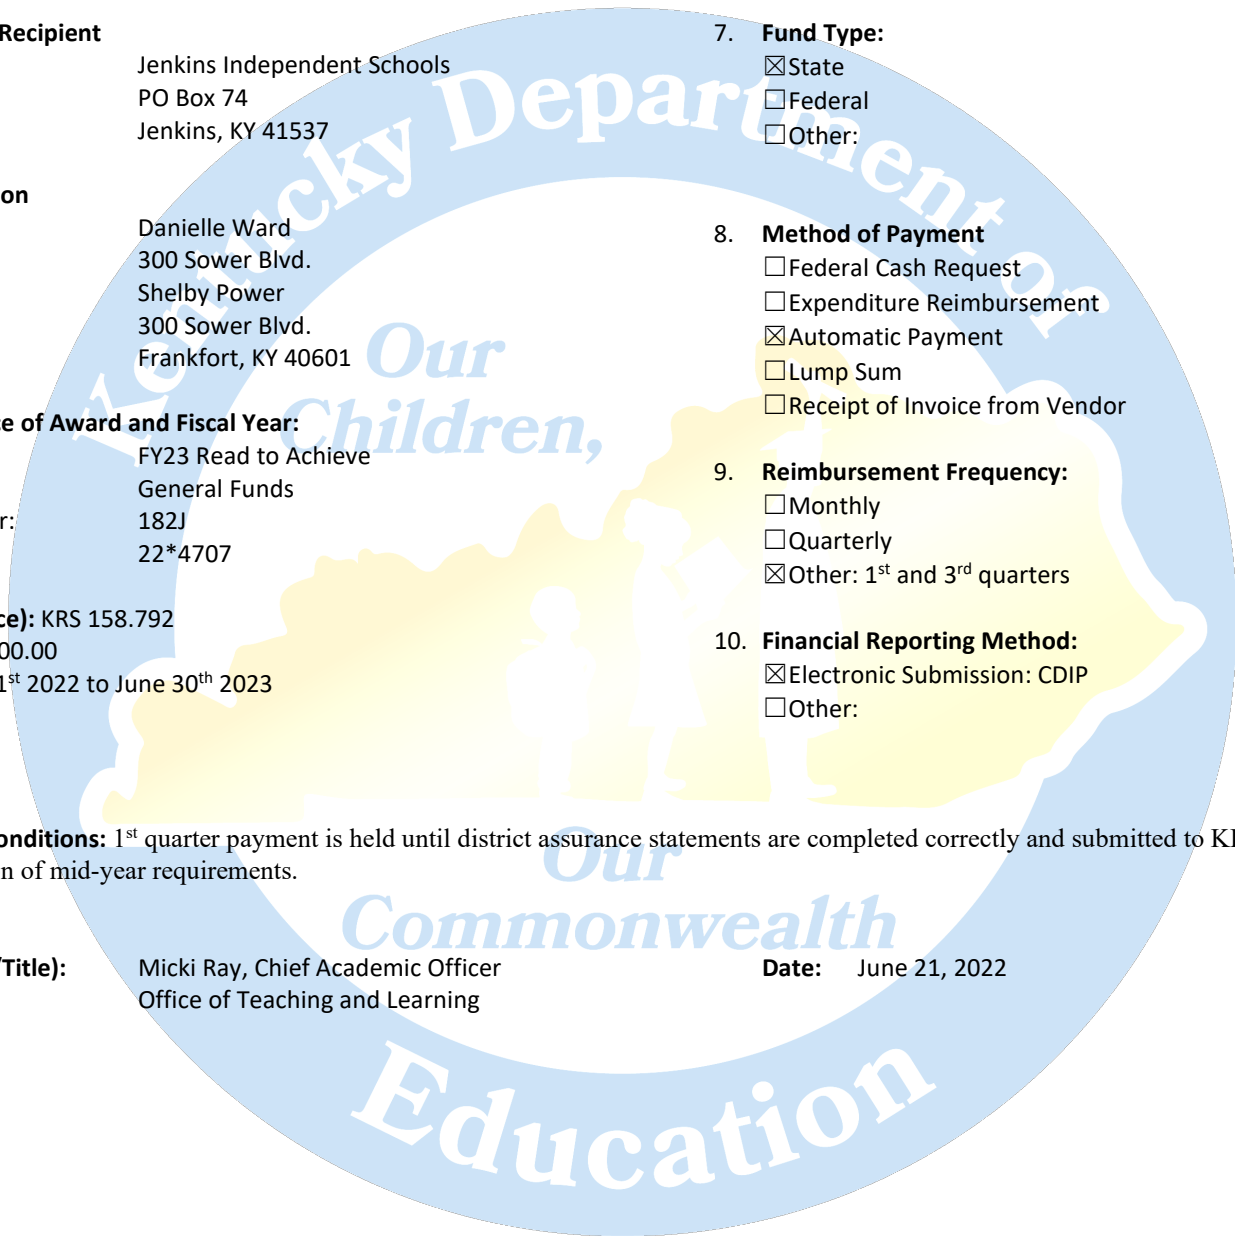 Recipient
Jenkins Independent Schools
PO Box 74
Jenkins, KY 41537
on
Danielle Ward
300 Sower Blvd.
Shelby Power
300 Sower Blvd.
Frankfort, KY 40601
ce of Award and Fiscal Year:
FY23 Read to Achieve
General Funds
r: 182J
22*4707
ce): KRS 158.792
00.00
1st 2022 to June 30th 2023
7. Fund Type:
☒State
☐Federal
☐Other:
8. Method of Payment
☐Federal Cash Request
☐Expenditure Reimbursement
☒Automatic Payment
☐Lump Sum
☐Receipt of Invoice from Vendor
9. Reimbursement Frequency:
☐Monthly
☐Quarterly
☒Other: 1st and 3rd quarters
10. Financial Reporting Method:
☒Electronic Submission: CDIP
☐Other:
onditions: 1st quarter payment is held until district assurance statements are completed correctly and submitted to K
n of mid-year requirements.
/Title): Micki Ray, Chief Academic Officer Date: June 21, 2022
Office of Teaching and Learning
Kentucky Department of
Education
Our
Children,
Our
Commonwealth